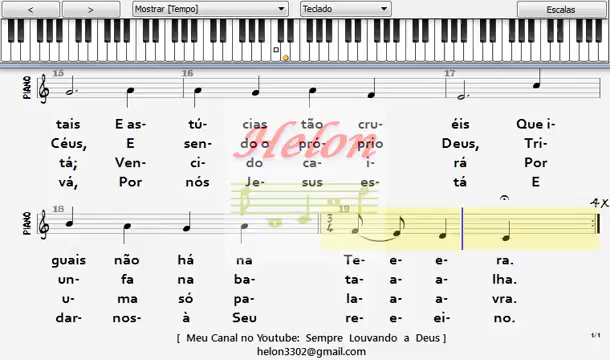 < > Mostrar [Tempo] Teclado Escalas
15 16 17
PIANO
tais E as- tú- cias tão cru- éis Que i-
Céus, E sen- do o pró- prio Deus, Tri-
tá; Ven- ci- do ca- i- rá Por
vá, Por nós Je- sus es- tá E
Helon
19 4X
PIANO
3 4
guais não há na Te- e- e- ra.
un- fa na ba- ta- a- a- lha.
u- ma só pa- la- a- a- vra.
dar- nos- à Seu re- e- ei- no.
1/1
[ Meu Canal no Youtube: Sempre Louvando a Deus ]
helon3302@gmail.com